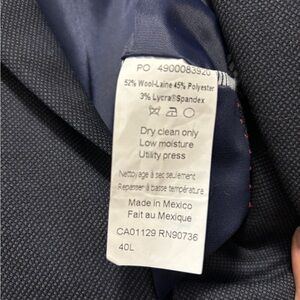 PO 4900083920
52% Wool-Laine 45% Polyester
3% Lycra®Spandex
Dry clean only
Low moisture
Utility press
Nettoyage à sec seulement
Repasser à basse température
Made in Mexico
Fait au Mexique
CA01129 RN90736
40L